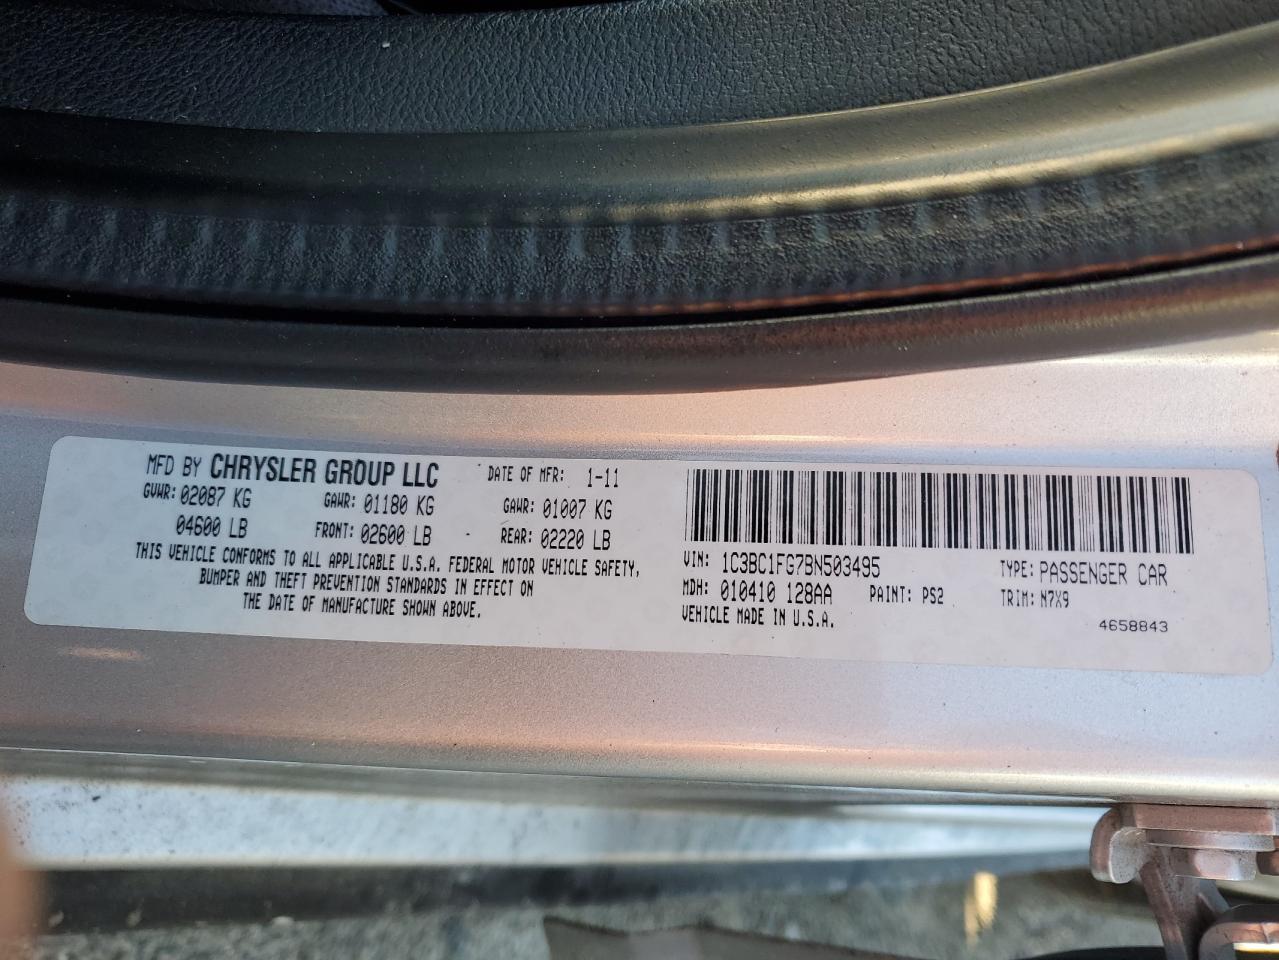 MFD BY CHRYSLER GROUP LLC DATE OF MFR: 1-11
GVWR: 02087 KG GAWR: 01180 KG GAWR: 01007 KG
04600 LB FRONT: 02600 LB REAR: 02220 LB
THIS VEHICLE CONFORMS TO ALL APPLICABLE U.S.A. FEDERAL MOTOR VEHICLE SAFETY,
BUMPER AND THEFT PREVENTION STANDARDS IN EFFECT ON
THE DATE OF MANUFACTURE SHOWN ABOVE.
VIN: 1C3BC1FG7BN503495 TYPE: PASSENGER CAR
MDH: 010410 128AA PAINT: PS2 TRIM: N7X9
VEHICLE MADE IN U.S.A. 4658843